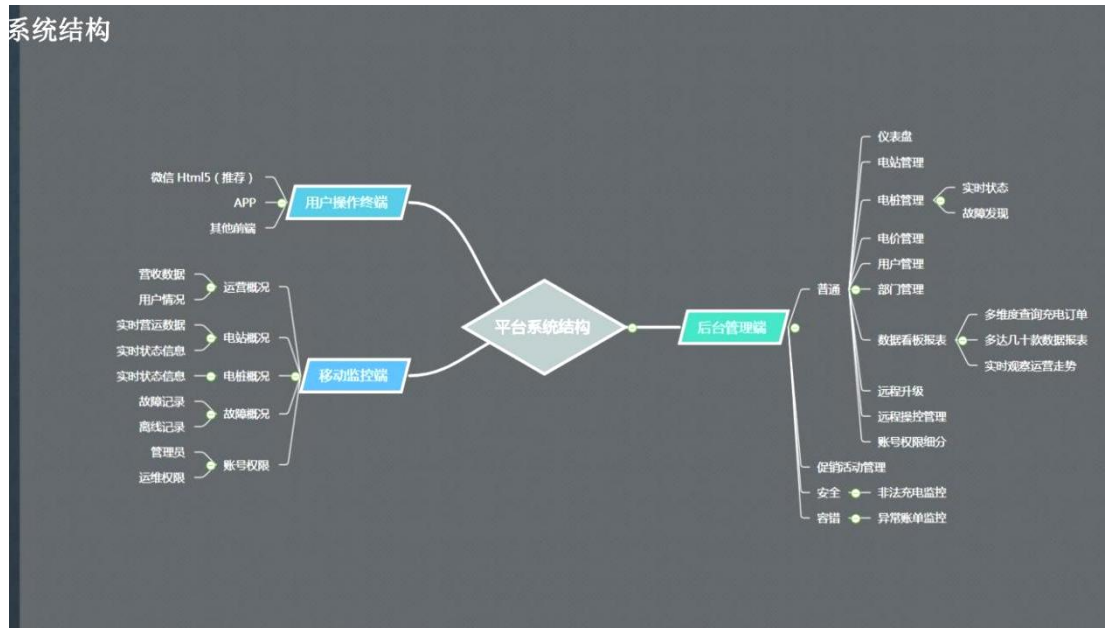 系统结构
微信 Html5 ( 推荐 )
APP
其他前端
用户操作终端
营收数据
用户情况
运营概况
实时营运数据
实时状态信息
电站概况
实时状态信息
电桩概况
故障记录
离线记录
故障概况
管理员
运维权限
账号权限
移动监控端
平台系统结构
后台管理端
普通
仪表盘
电站管理
电桩管理
实时状态
故障发现
电价管理
用户管理
部门管理
数据看板报表
多维度查询充电订单
多达几十款数据报表
实时观察运营走势
远程升级
远程操控管理
账号权限细分
促销活动管理
安全
非法充电监控
容错
异常账单监控